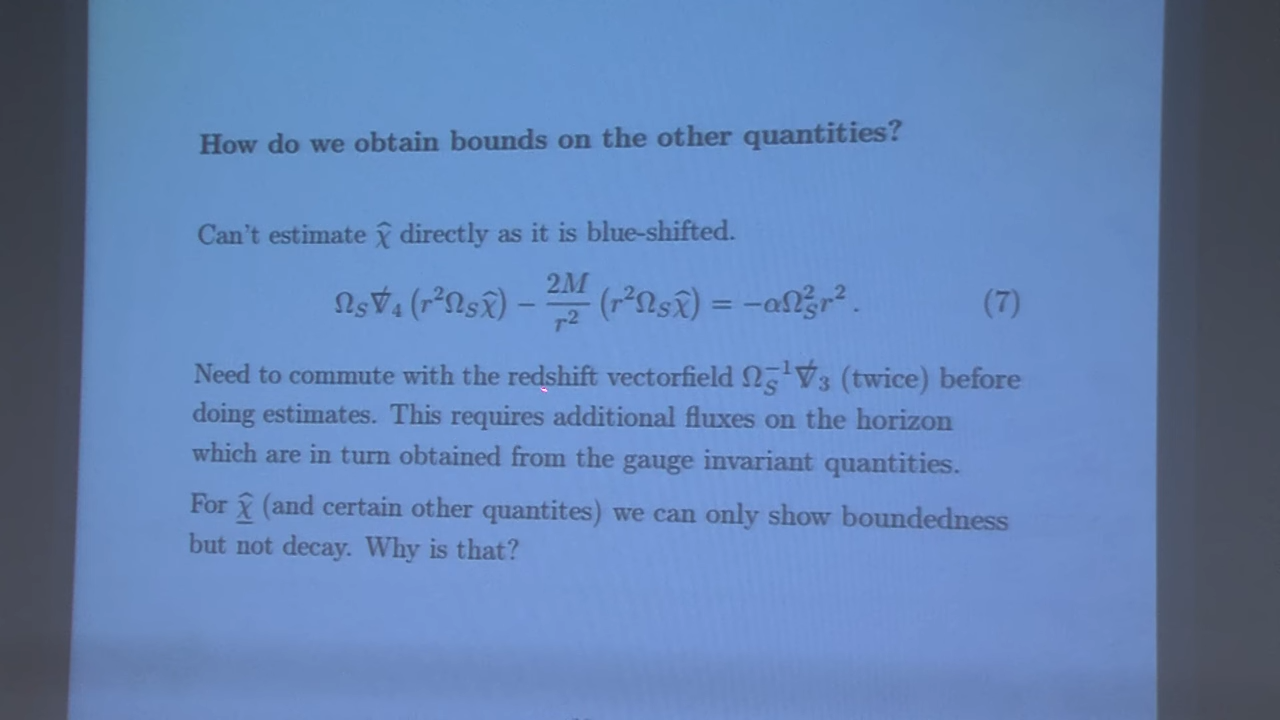 How do we obtain bounds on the other quantities?
Can't estimate χ̂ directly as it is blue-shifted.
Ω_S∇̸_4 (r²Ω_Sχ̂) − 2M/r² (r²Ω_Sχ̂) = −αΩ_S²r² . (7)
Need to commute with the redshift vectorfield Ω_S⁻¹∇̸_3 (twice) before
doing estimates. This requires additional fluxes on the horizon
which are in turn obtained from the gauge invariant quantities.
For χ̲̂ (and certain other quantites) we can only show boundedness
but not decay. Why is that?